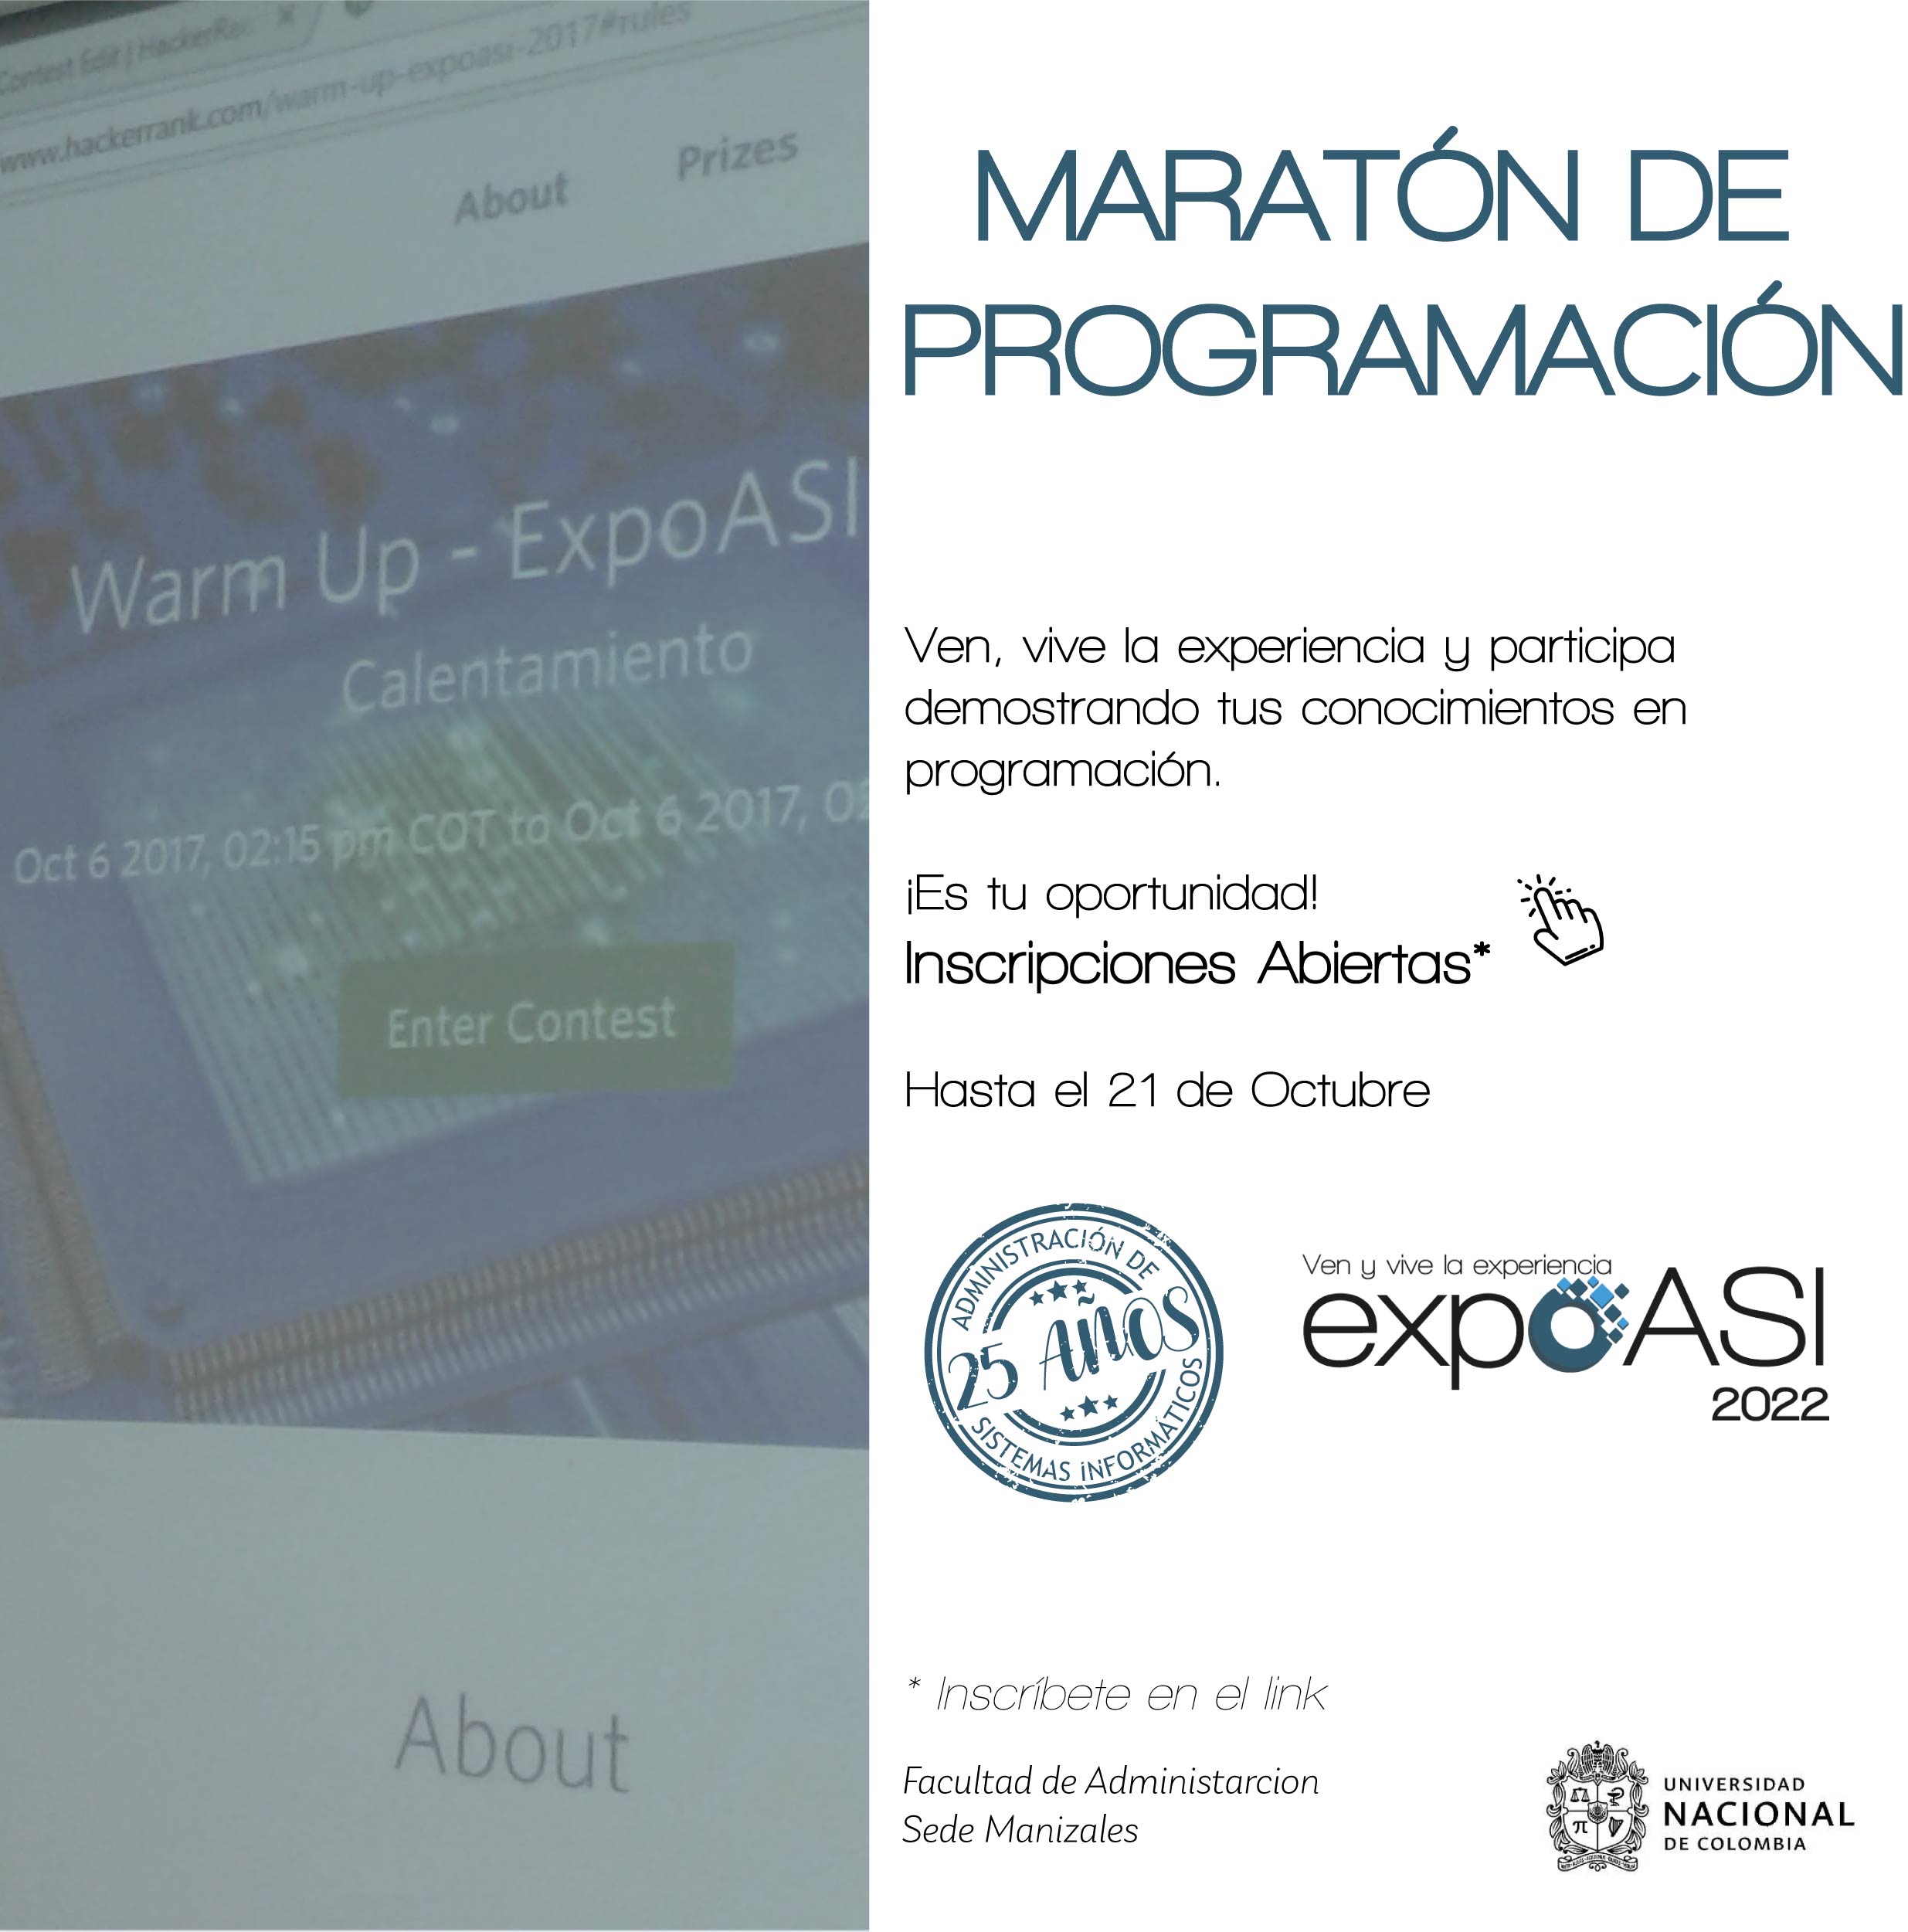 Contest Edit | HackerRa
www.hackerrank.com/warm-up-expoasi-2017#rules
About
Prizes
Warm Up - ExpoASI
Calentamiento
Oct 6 2017, 02:15 pm COT to Oct 6 2017, 02
Enter Contest
About
MARATÓN DE
PROGRAMACIÓN
Ven, vive la experiencia y participa
demostrando tus conocimientos en
programación.
¡Es tu oportunidad!
Inscripciones Abiertas*
Hasta el 21 de Octubre
ADMINISTRACIÓN DE
25 AÑOS
SISTEMAS INFORMÁTICOS
Ven y vive la experiencia
expoASI
2022
* Inscríbete en el link
Facultad de Administarcion
Sede Manizales
UNIVERSIDAD
NACIONAL
DE COLOMBIA